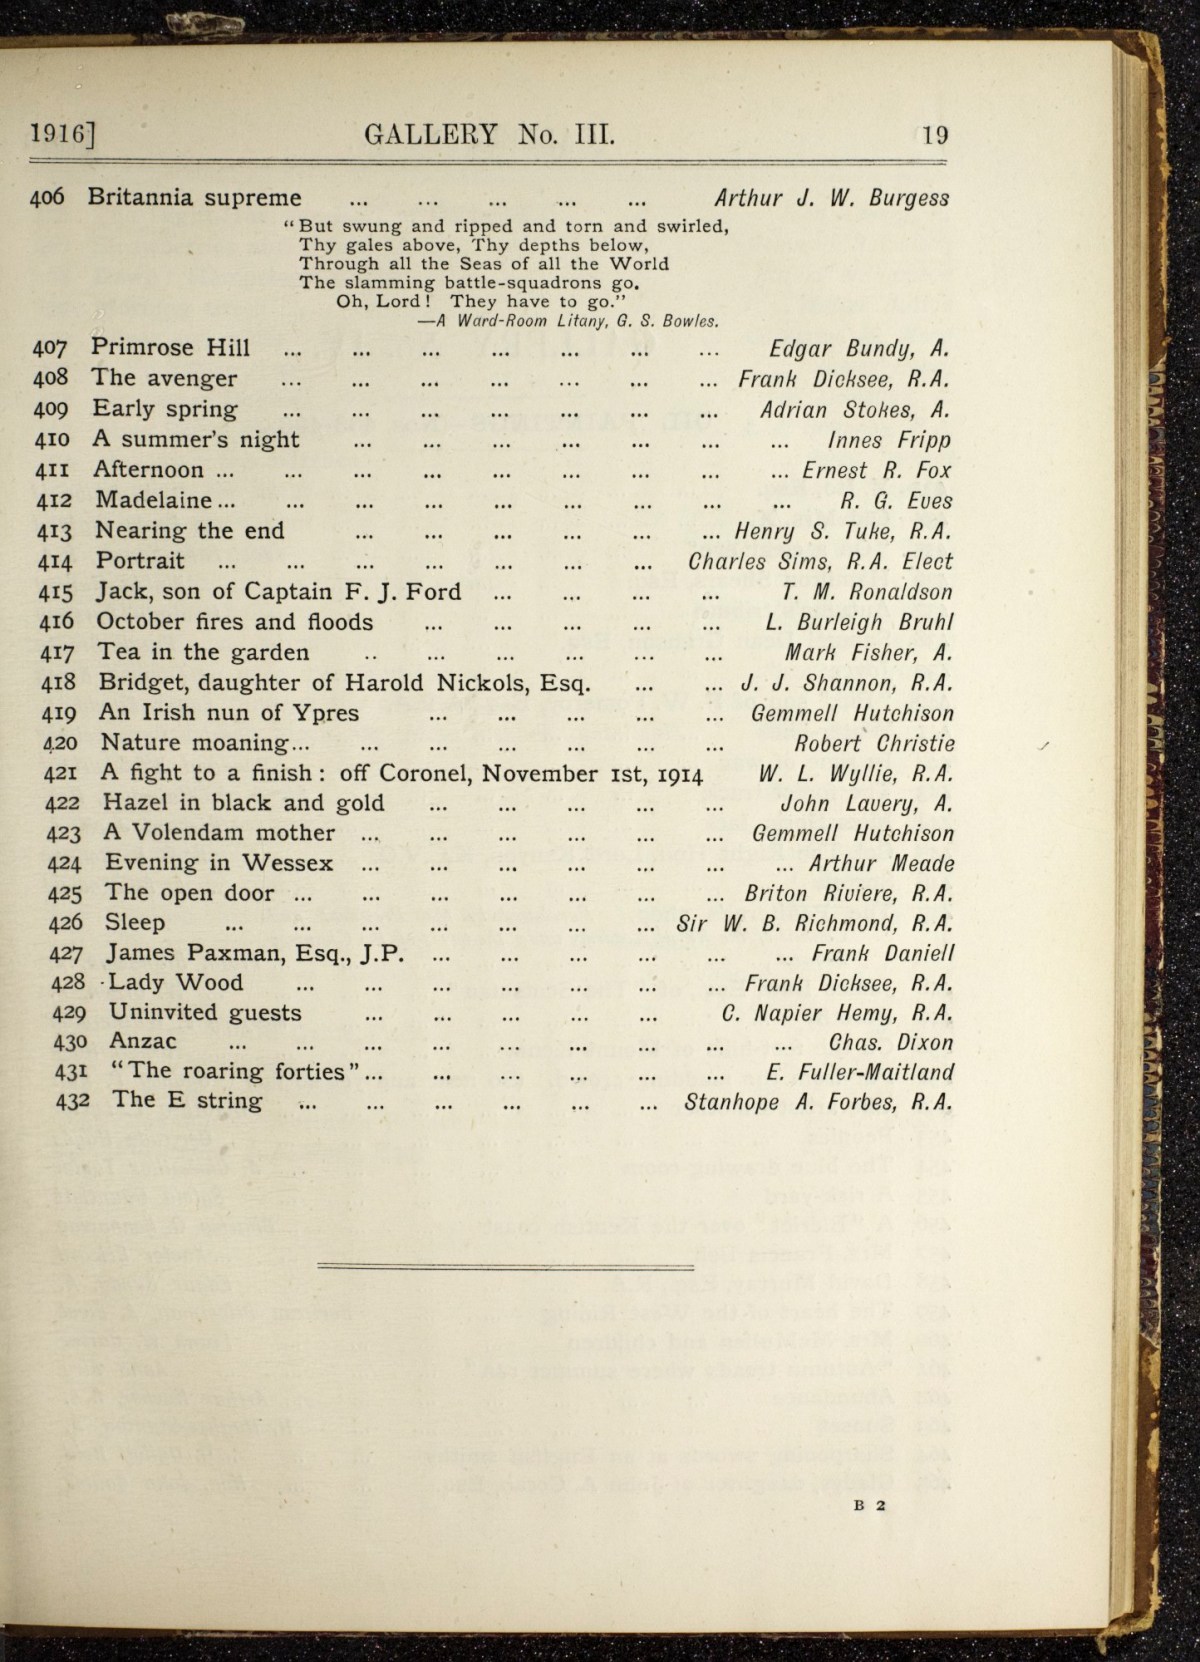 1916] GALLERY No. III. 19
406 Britannia supreme ... ... ... ... ... Arthur J. W. Burgess
"But swung and ripped and torn and swirled,
Thy gales above, Thy depths below,
Through all the Seas of all the World
The slamming battle-squadrons go.
Oh, Lord! They have to go."
—A Ward-Room Litany, G. S. Bowles.
407 Primrose Hill ... ... ... ... ... ... ... Edgar Bundy, A.
408 The avenger ... ... ... ... ... ... ... Frank Dicksee, R.A.
409 Early spring ... ... ... ... ... ... ... Adrian Stokes, A.
410 A summer's night ... ... ... ... ... ... ... Innes Fripp
411 Afternoon ... ... ... ... ... ... ... ... ... Ernest R. Fox
412 Madelaine ... ... ... ... ... ... ... ... ... R. G. Eves
413 Nearing the end ... ... ... ... ... ... Henry S. Tuke, R.A.
414 Portrait ... ... ... ... ... ... ... Charles Sims, R.A. Elect
415 Jack, son of Captain F. J. Ford ... ... ... ... T. M. Ronaldson
416 October fires and floods ... ... ... ... ... L. Burleigh Bruhl
417 Tea in the garden .. ... ... ... ... ... Mark Fisher, A.
418 Bridget, daughter of Harold Nickols, Esq. ... ... J. J. Shannon, R.A.
419 An Irish nun of Ypres ... ... ... ... ... Gemmell Hutchison
420 Nature moaning... ... ... ... ... ... ... Robert Christie
421 A fight to a finish: off Coronel, November 1st, 1914 W. L. Wyllie, R.A.
422 Hazel in black and gold ... ... ... ... ... John Lavery, A.
423 A Volendam mother ... ... ... ... ... ... Gemmell Hutchison
424 Evening in Wessex ... ... ... ... ... ... ... Arthur Meade
425 The open door ... ... ... ... ... ... ... Briton Riviere, R.A.
426 Sleep ... ... ... ... ... ... ... Sir W. B. Richmond, R.A.
427 James Paxman, Esq., J.P. ... ... ... ... ... ... Frank Daniell
428 Lady Wood ... ... ... ... ... ... ... Frank Dicksee, R.A.
429 Uninvited guests ... ... ... ... ... C. Napier Hemy, R.A.
430 Anzac ... ... ... ... ... ... ... ... ... Chas. Dixon
431 "The roaring forties"... ... ... ... ... ... E. Fuller-Maitland
432 The E string ... ... ... ... ... ... Stanhope A. Forbes, R.A.
B 2